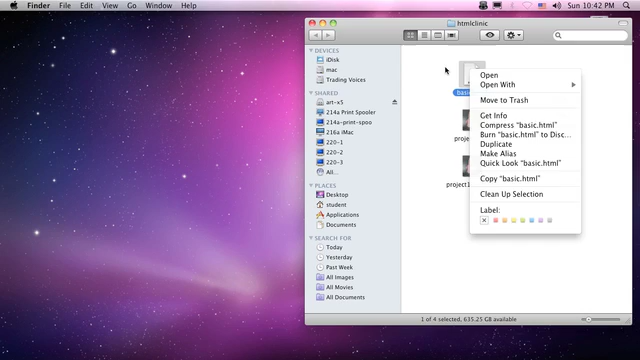 Finder File Edit View Go Window Help
Sun 10:42 PM
htmlclinic
DEVICES
iDisk
mac
Trading Voices
SHARED
art-x5
214a Print Spooler
214a-print-spoo
216a iMac
220-1
220-2
220-3
All...
PLACES
Desktop
student
Applications
Documents
SEARCH FOR
Today
Yesterday
Past Week
All Images
All Movies
All Documents
basic
proje
project1
Open
Open With
Move to Trash
Get Info
Compress "basic.html"
Burn "basic.html" to Disc...
Duplicate
Make Alias
Quick Look "basic.html"
Copy "basic.html"
Clean Up Selection
Label:
1 of 4 selected, 635.25 GB available